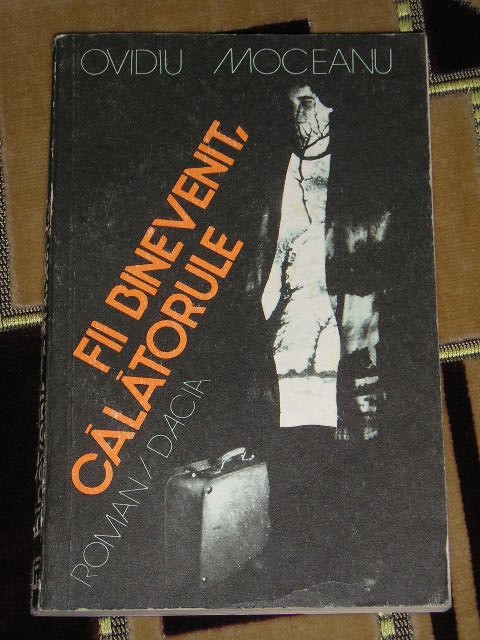 OVIDIU MOCEANU
FII BINEVENIT,
CĂLĂTORULE
ROMAN/DACIA